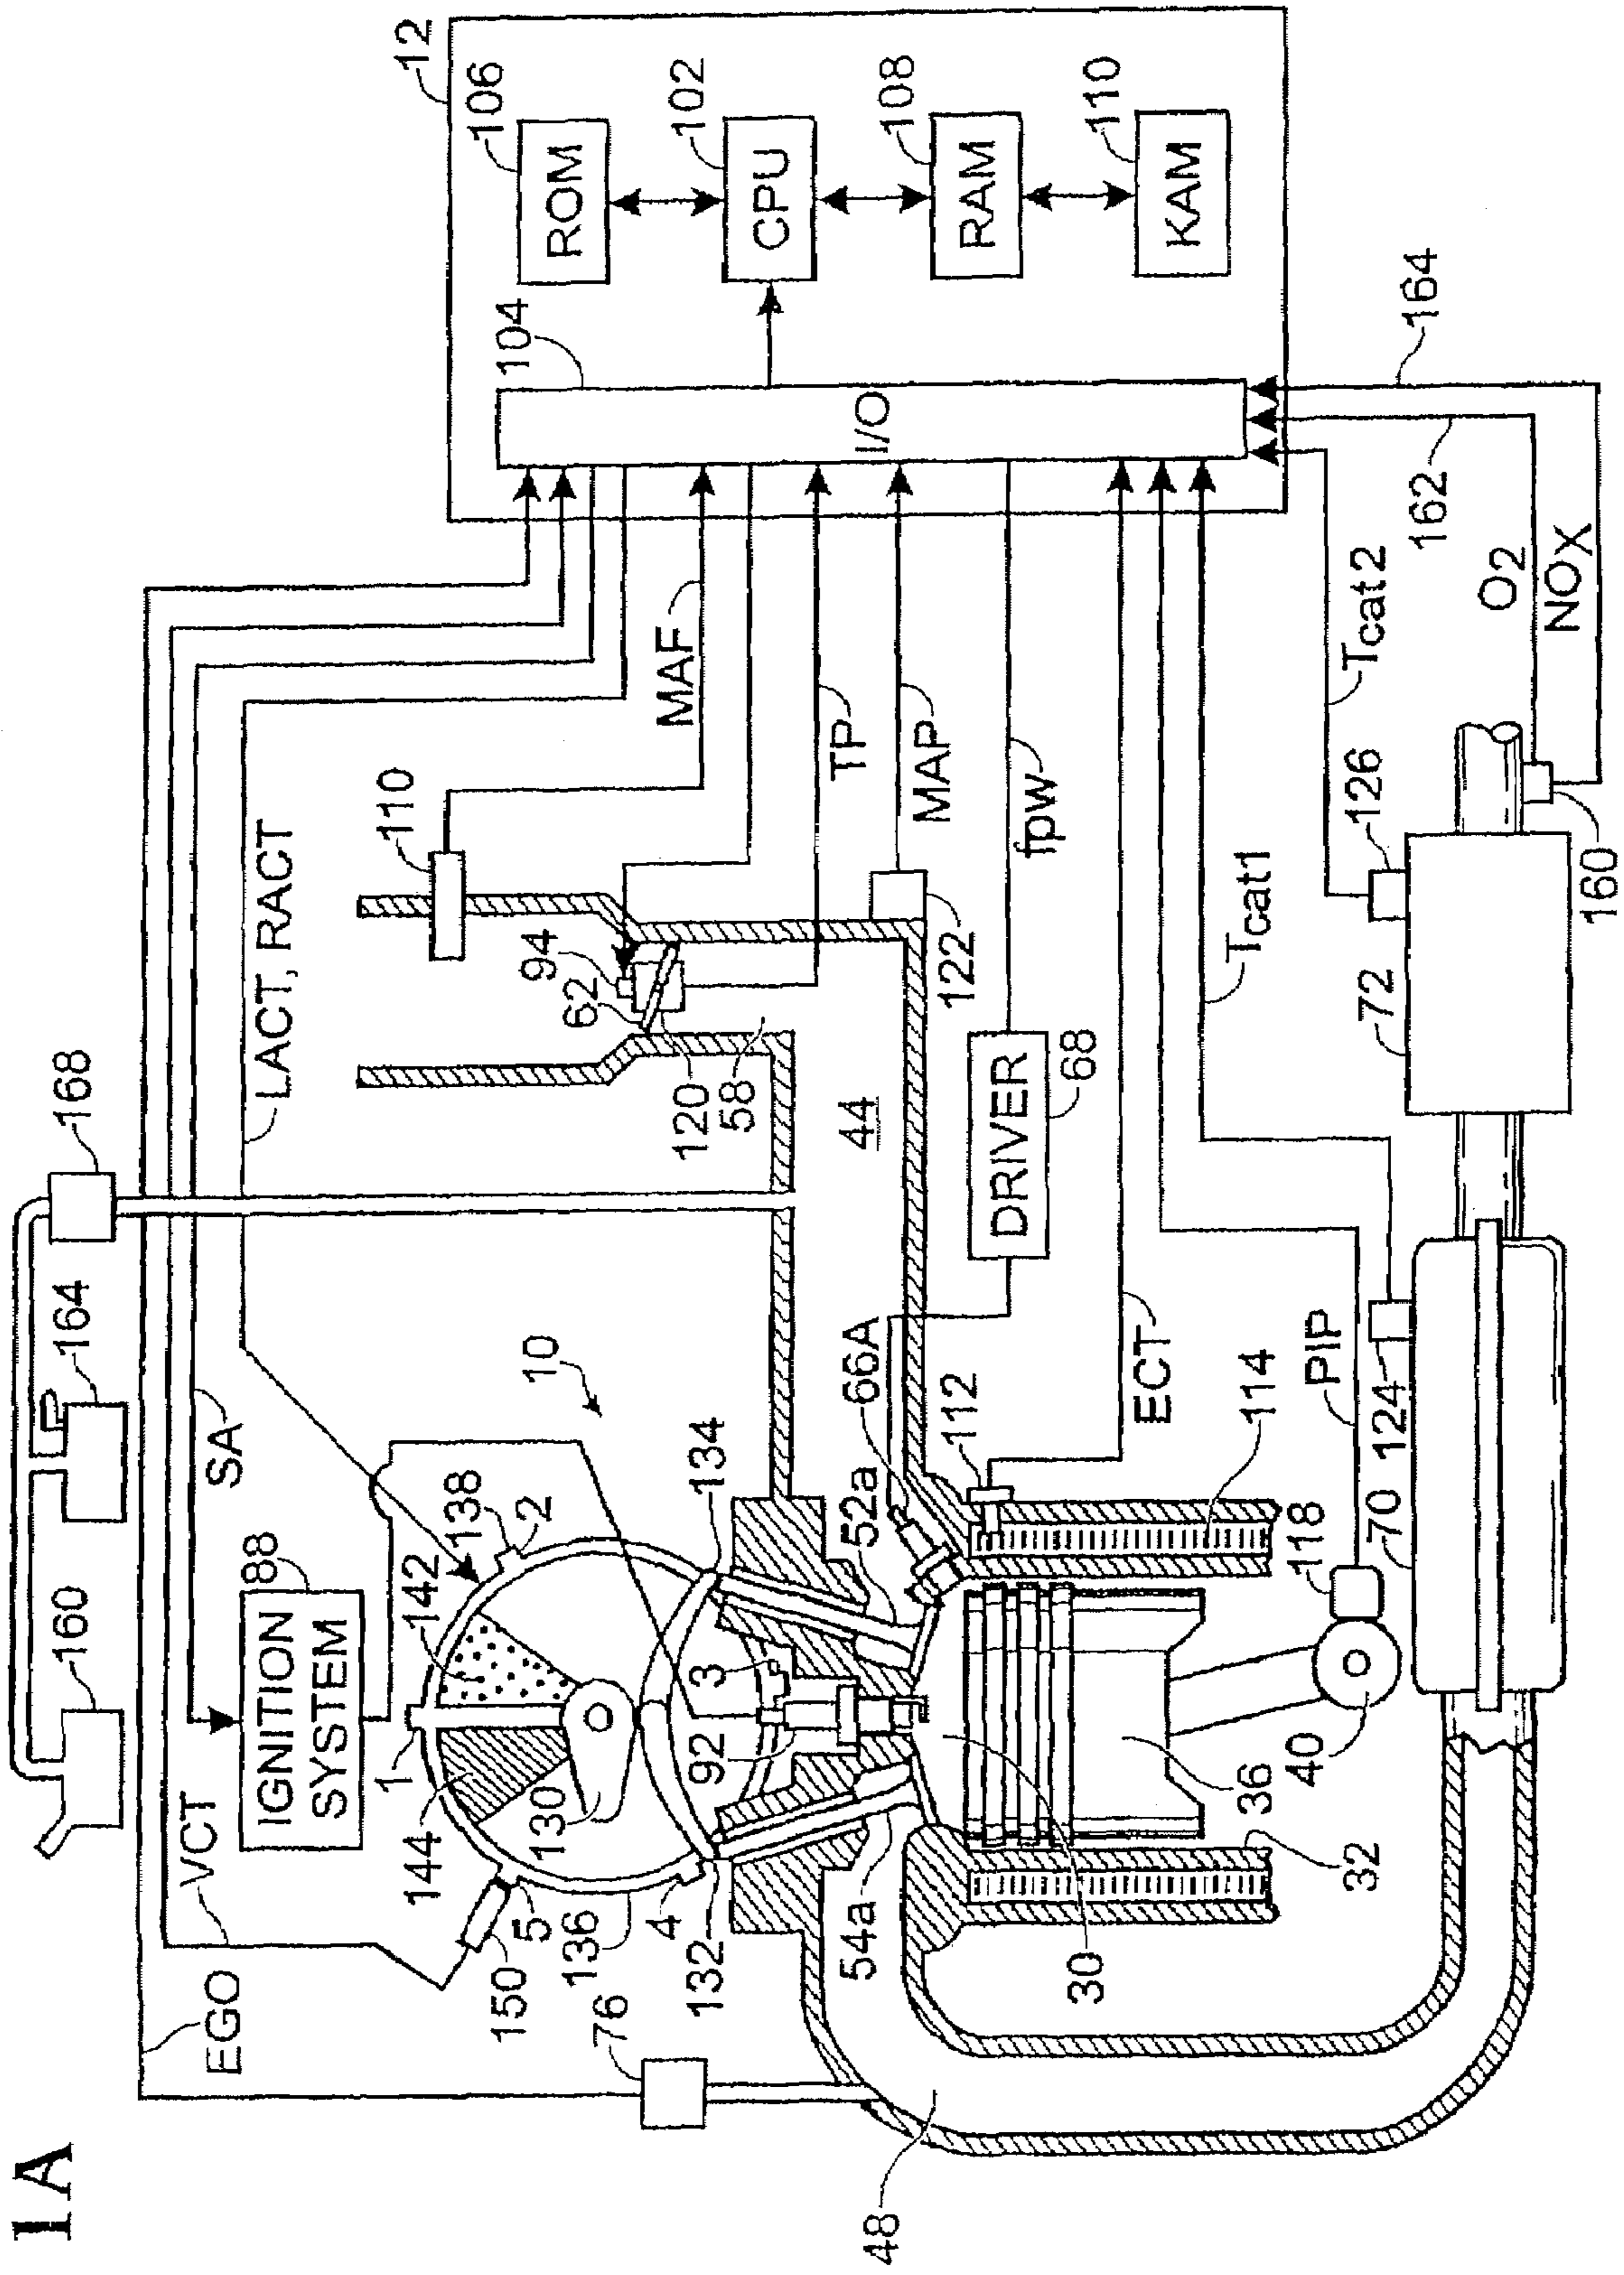 1A
160
164
168
EGO
VCT
SA
LACT, RACT
12
IGNITION
SYSTEM
88
10
110
MAF
104
ROM
106
CPU
102
RAM
108
KAM
110
I/O
144
1
142
138
2
130
150
5
136
4
132
134
3
92
76
94
62
120
58
TP
MAP
122
44
fpw
DRIVER
68
66A
52a
54a
112
ECT
114
PIP
118
30
36
32
40
48
70
124
Tcat1
72
126
Tcat2
160
O2
NOX
162
164